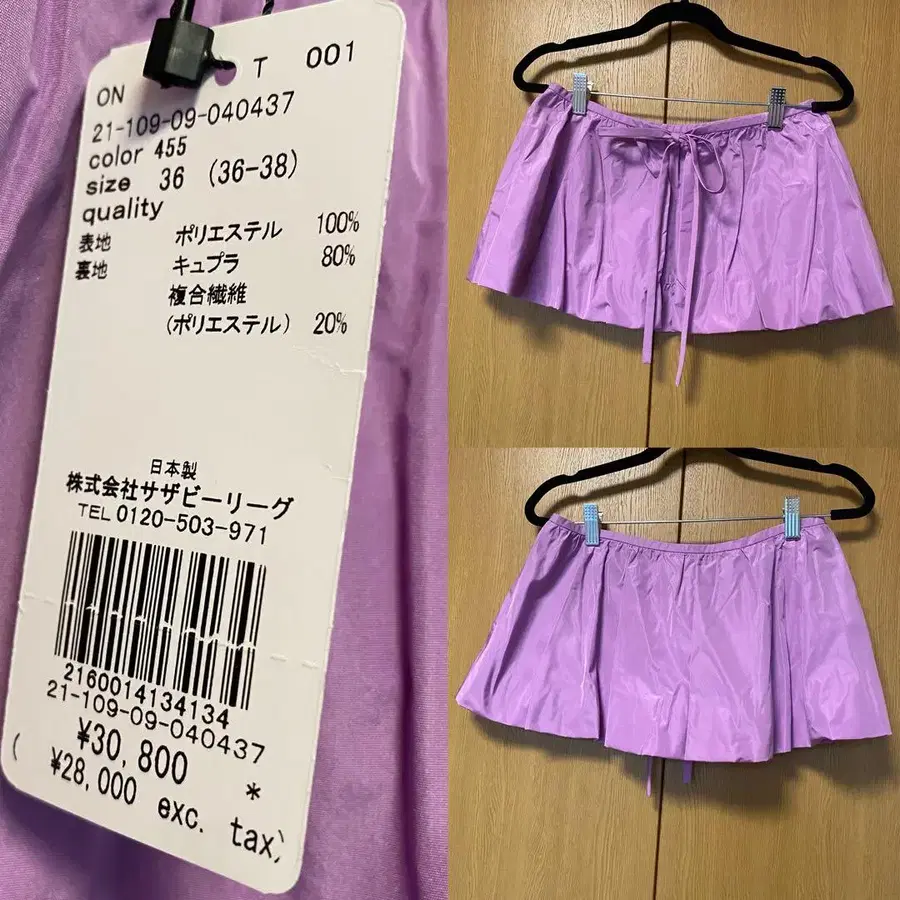 ON T 001
21-109-09-040437
color 455
size 36 (36-38)
quality
表地 ポリエステル 100%
裏地 キュプラ 80%
複合繊維
(ポリエステル) 20%
日本製
株式会社サザビーリーグ
TEL 0120-503-971
2160014134134
21-109-09-040437
¥30,800 *
(¥28,000 exc. tax)